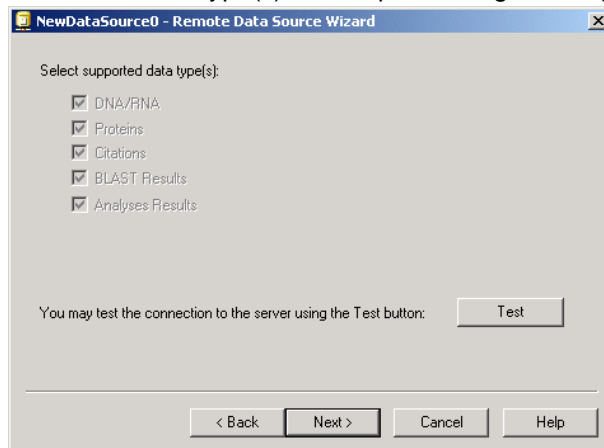 NewDataSource0 - Remote Data Source Wizard
Select supported data type(s):
DNA/RNA
Proteins
Citations
BLAST Results
Analyses Results
You may test the connection to the server using the Test button: Test
< Back Next > Cancel Help